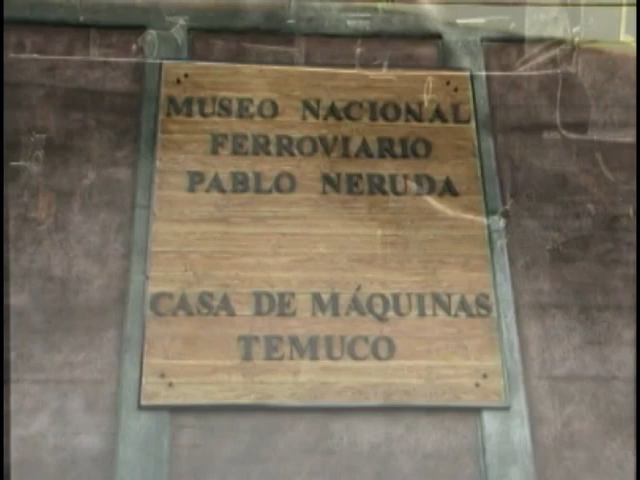 MUSEO NACIONAL
FERROVIARIO
PABLO NERUDA
CASA DE MÁQUINAS
TEMUCO